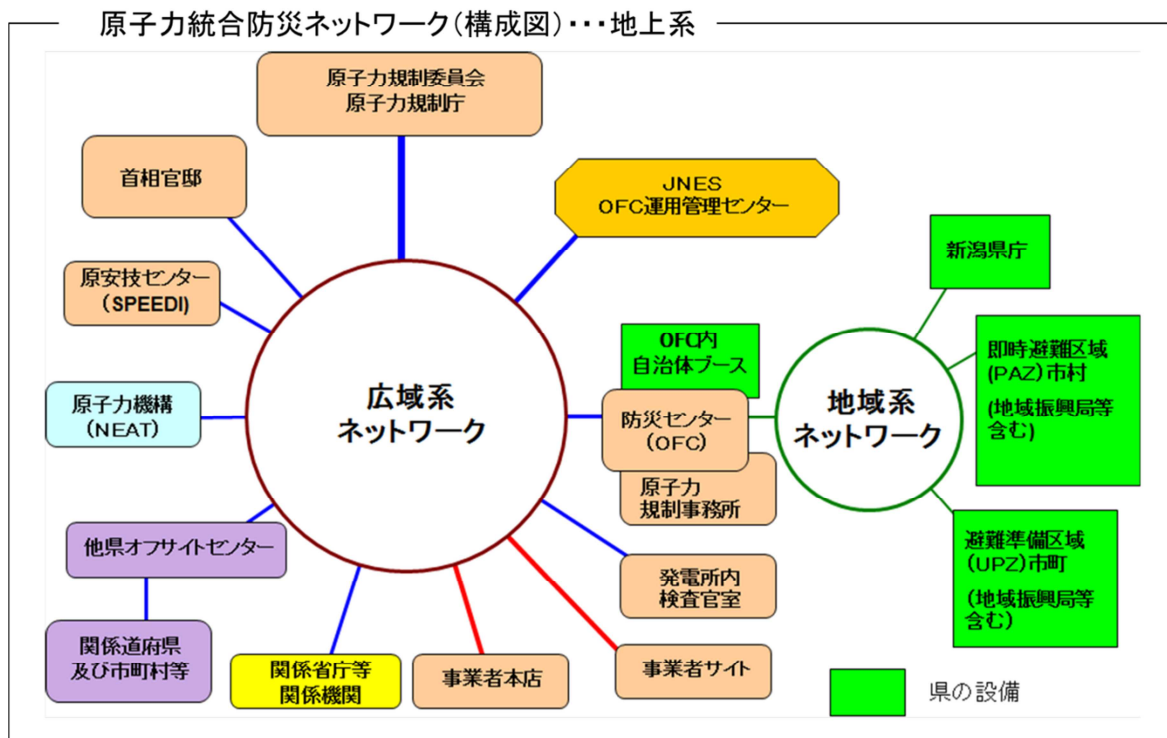 原子力統合防災ネットワーク(構成図)・・・地上系
原子力規制委員会
原子力規制庁
首相官邸
JNES
OFC運用管理センター
新潟県庁
原安技センター
(SPEEDI)
OFC内
自治体ブース
即時避難区域
(PAZ)市村
(地域振興局等
含む)
原子力機構
(NEAT)
広域系
ネットワーク
防災センター
(OFC)
地域系
ネットワーク
原子力
規制事務所
他県オフサイトセンター
避難準備区域
(UPZ)市町
(地域振興局等
含む)
発電所内
検査官室
関係道府県
及び市町村等
関係省庁等
関係機関
事業者本店
事業者サイト
県の設備